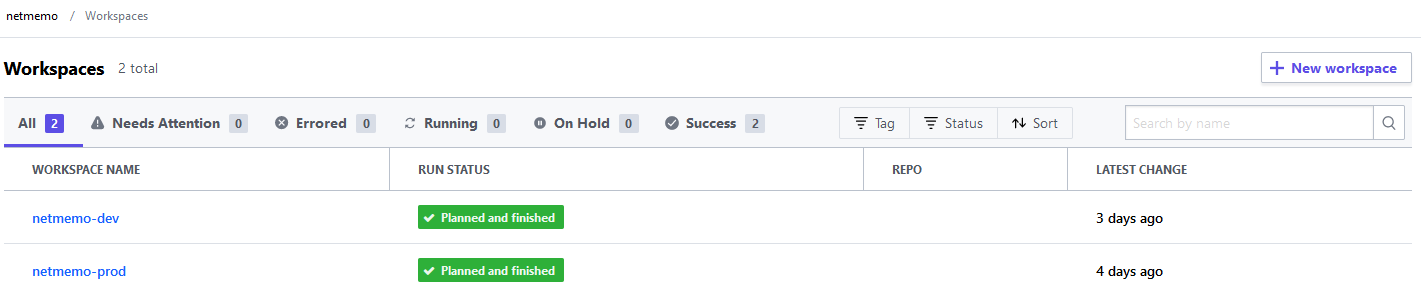 netmemo / Workspaces
Workspaces 2 total + New workspace
All 2 Needs Attention 0 Errored 0 Running 0 On Hold 0 Success 2 Tag Status Sort Search by name
WORKSPACE NAME RUN STATUS REPO LATEST CHANGE
netmemo-dev Planned and finished 3 days ago
netmemo-prod Planned and finished 4 days ago